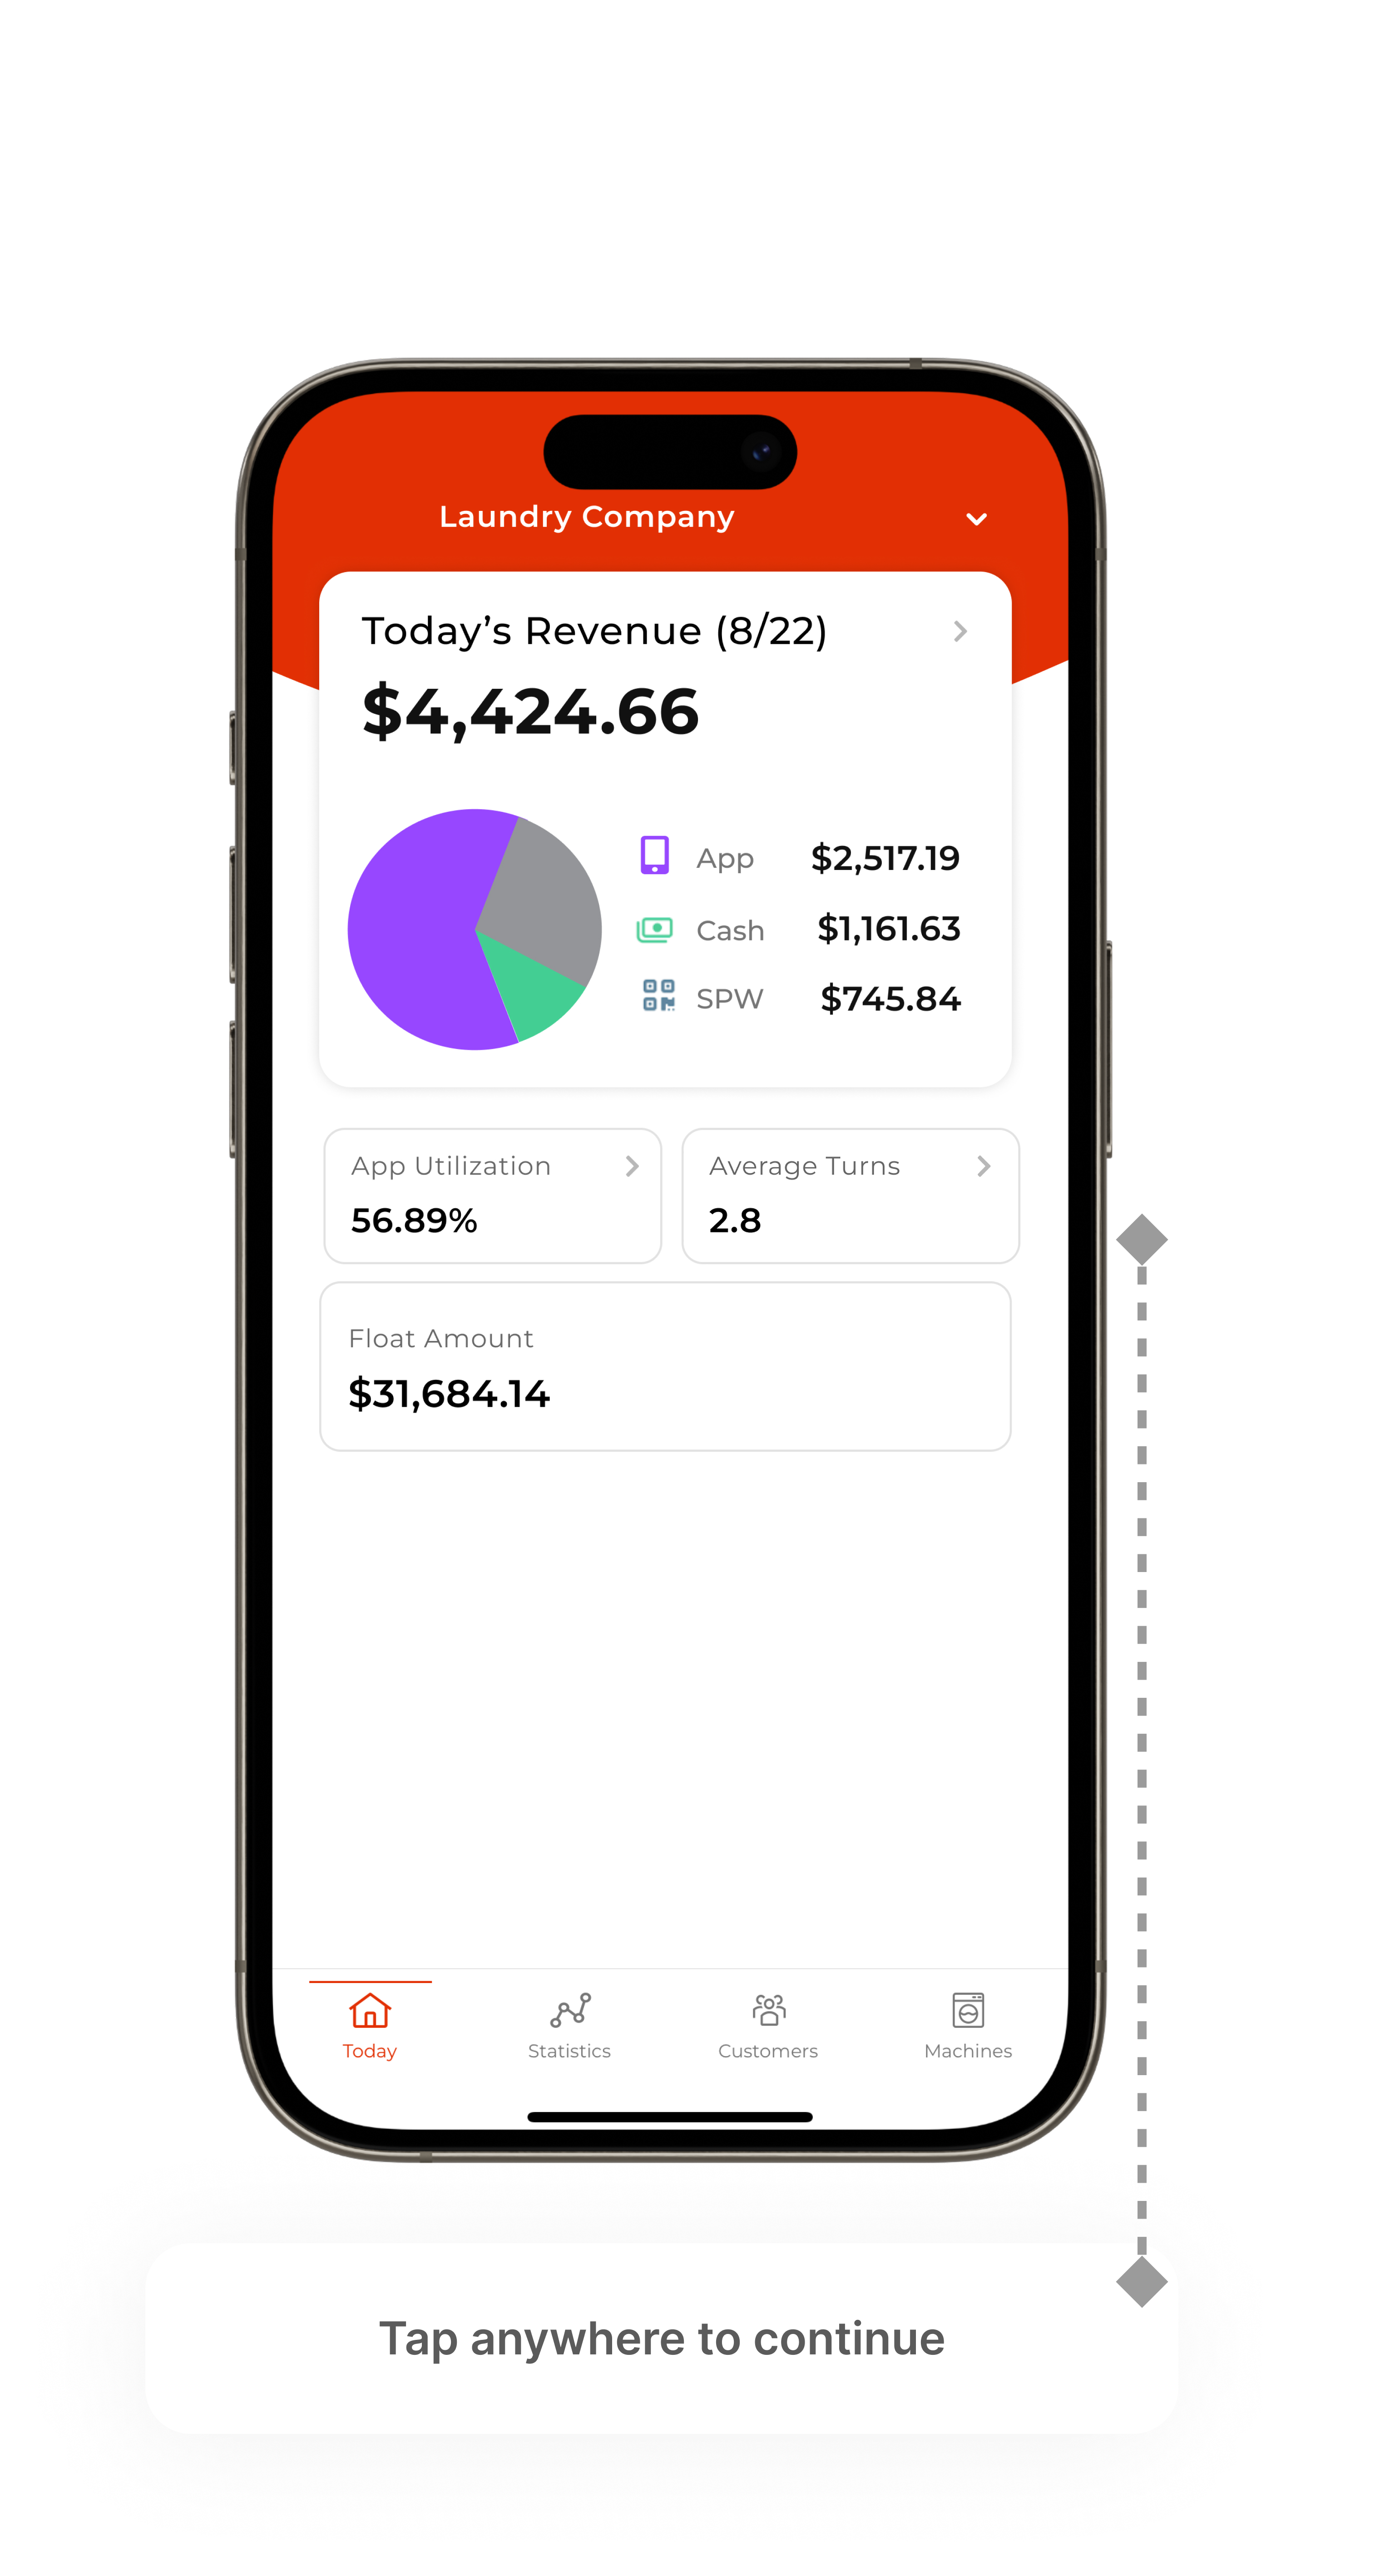 Laundry Company
Today’s Revenue (8/22)
$4,424.66
App $2,517.19
Cash $1,161.63
SPW $745.84
App Utilization
56.89%
Average Turns
2.8
Float Amount
$31,684.14
Today Statistics Customers Machines
Tap anywhere to continue